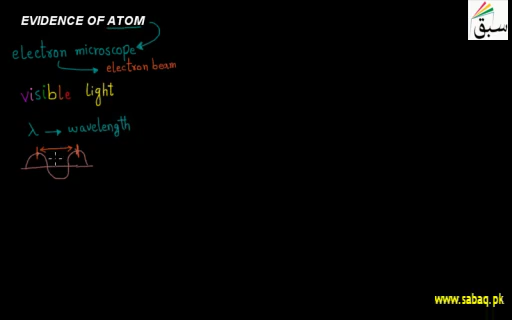 EVIDENCE OF ATOM
سبق
electron microscope
electron beam
visible light
λ → wavelength
www.sabaq.pk